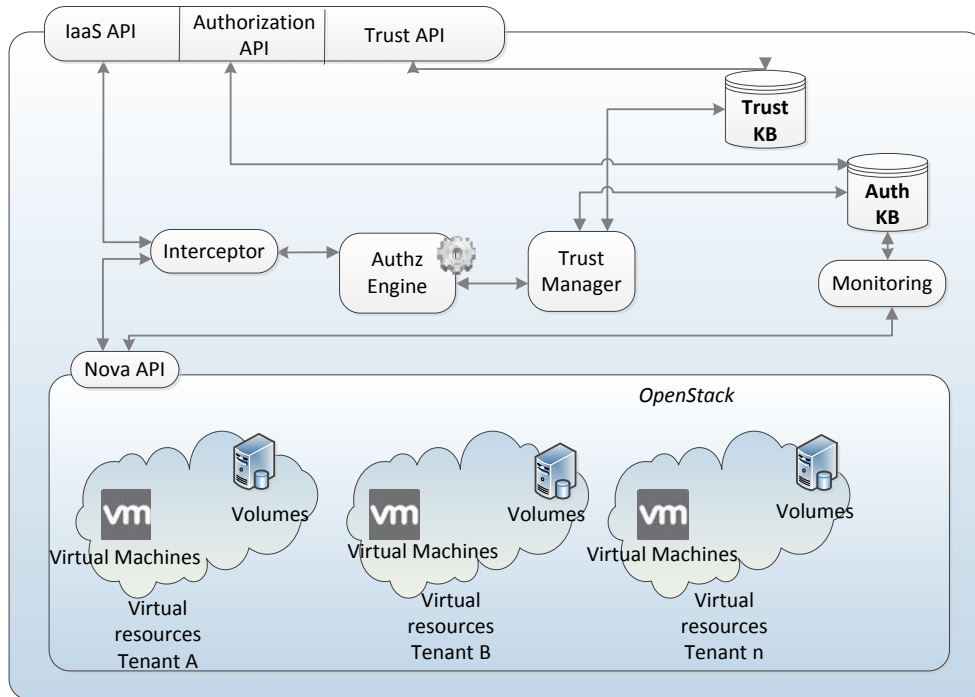 IaaS API
Authorization
API
Trust API
Trust
KB
Auth
KB
Interceptor
Authz
Engine
Trust
Manager
Monitoring
Nova API
OpenStack
vm
Volumes
Virtual Machines
Virtual
resources
Tenant A
vm
Volumes
Virtual Machines
Virtual
resources
Tenant B
vm
Volumes
Virtual Machines
Virtual
resources
Tenant n